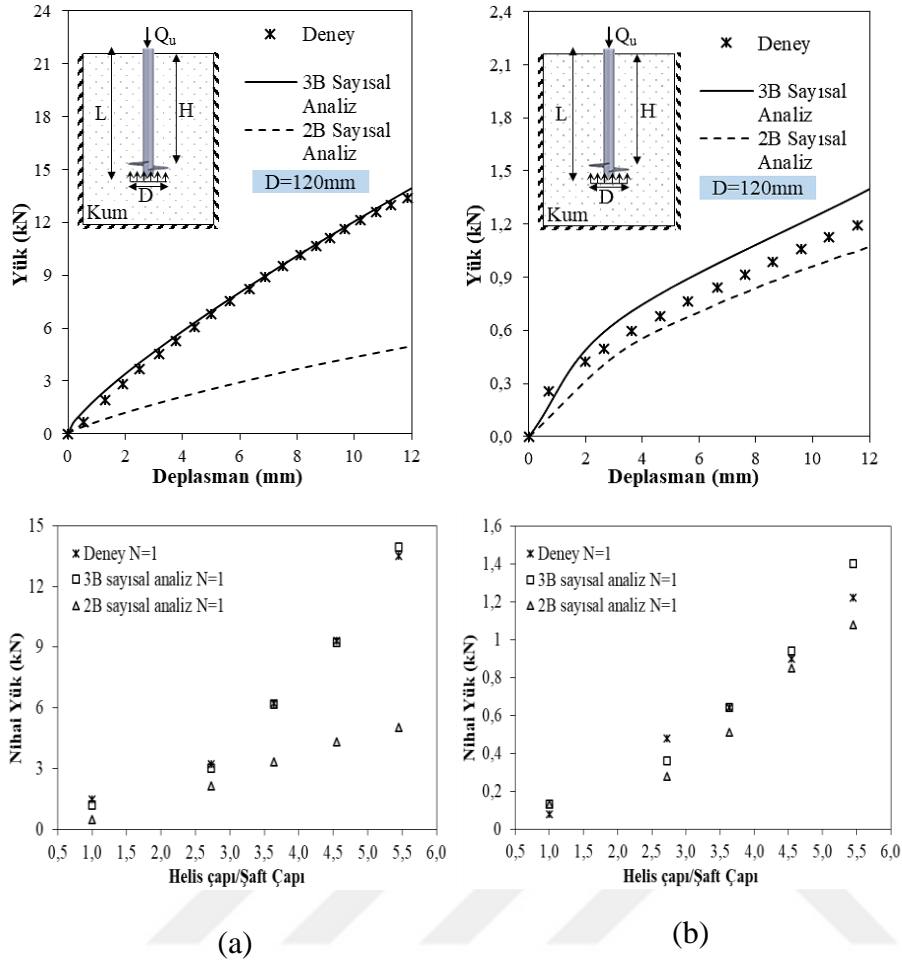 24
21
18
15
12
9
6
3
0
Yük (kN)
Qu
L
H
D
Kum
Deney
3B Sayısal
Analiz
2B Sayısal
Analiz
D=120mm
0 2 4 6 8 10 12
Deplasman (mm)
2,4
2,1
1,8
1,5
1,2
0,9
0,6
0,3
0,0
Yük (kN)
Qu
L
H
D
Kum
Deney
3B Sayısal
Analiz
2B Sayısal
Analiz
D=120mm
0 2 4 6 8 10 12
Deplasman (mm)
15
12
9
6
3
0
Nihai Yük (kN)
Deney N=1
3B sayısal analiz N=1
2B sayısal analiz N=1
0,5 1,0 1,5 2,0 2,5 3,0 3,5 4,0 4,5 5,0 5,5 6,0
Helis çapı/Şaft Çapı
(a)
1,6
1,4
1,2
1
0,8
0,6
0,4
0,2
0
Nihai Yük (kN)
Deney N=1
3B sayısal analiz N=1
2B sayısal analiz N=1
0,5 1,0 1,5 2,0 2,5 3,0 3,5 4,0 4,5 5,0 5,5 6,0
Helis çapı/Şaft Çapı
(b)